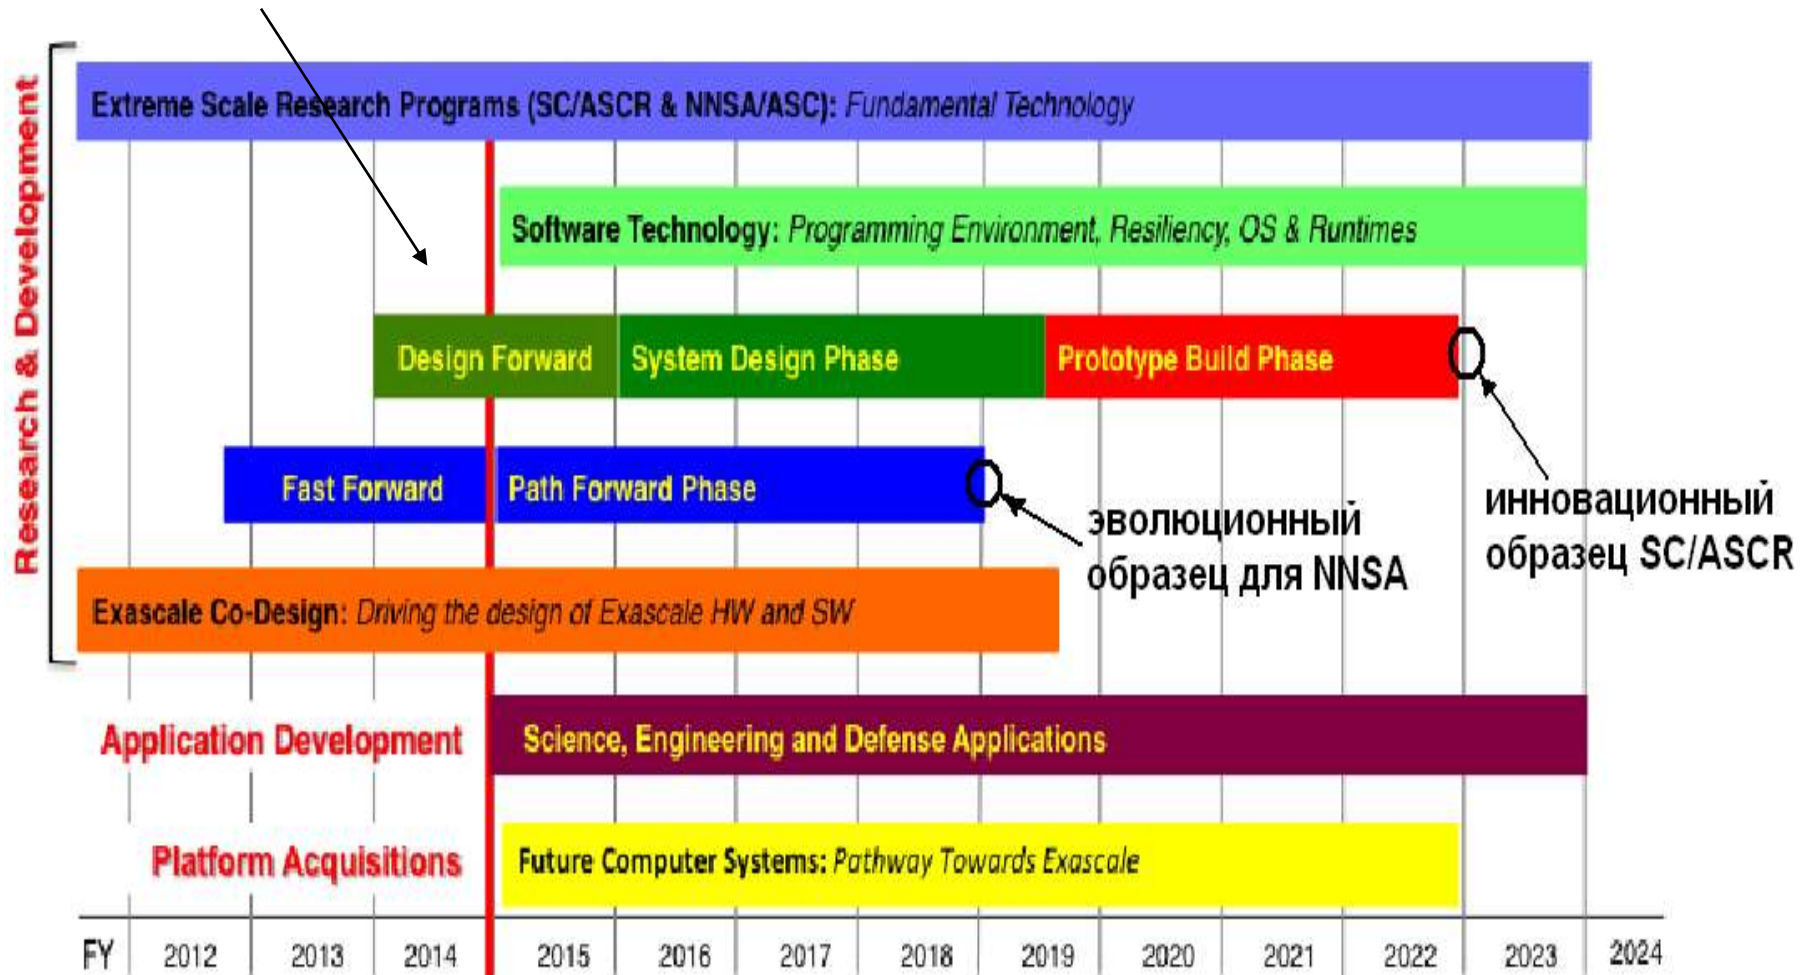 Research & Development
Extreme Scale Research Programs (SC/ASCR & NNSA/ASC): Fundamental Technology
Software Technology: Programming Environment, Resiliency, OS & Runtimes
Design Forward
System Design Phase
Prototype Build Phase
Fast Forward
Path Forward Phase
эволюционный
образец для NNSA
инновационный
образец SC/ASCR
Exascale Co-Design: Driving the design of Exascale HW and SW
Application Development
Science, Engineering and Defense Applications
Platform Acquisitions
Future Computer Systems: Pathway Towards Exascale
FY 2012 2013 2014 2015 2016 2017 2018 2019 2020 2021 2022 2023 2024